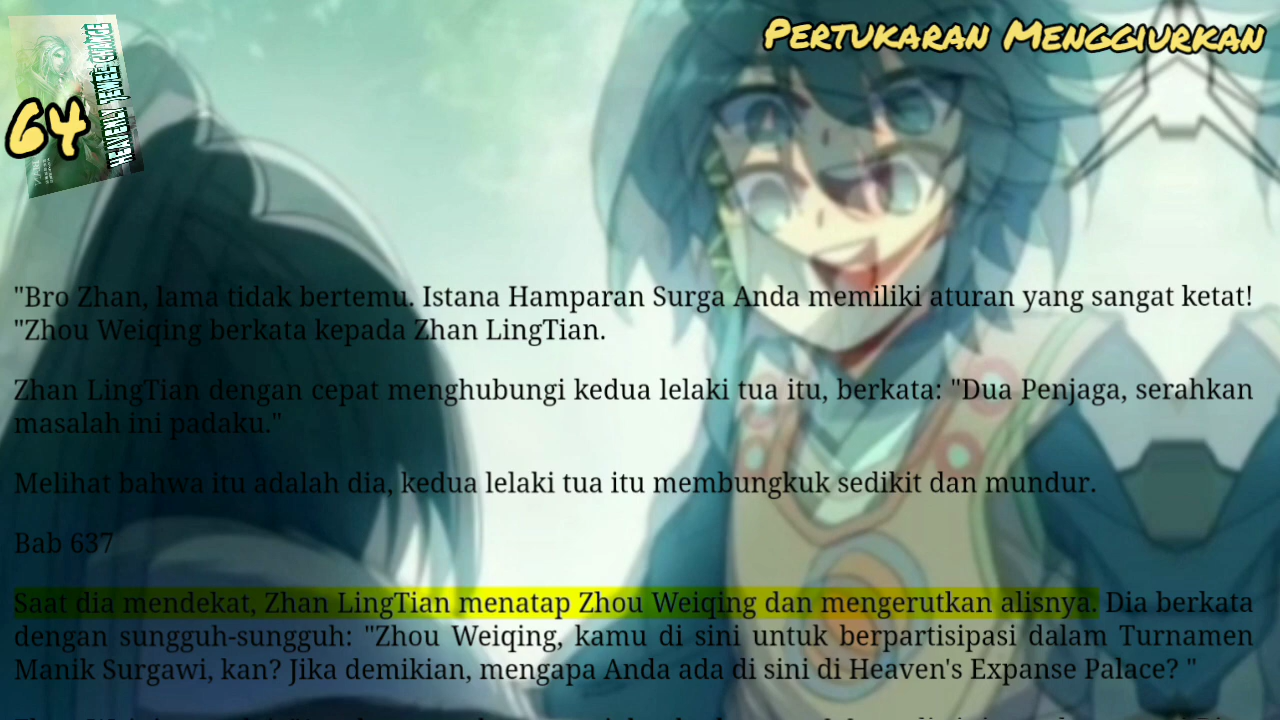 Pertukaran Menggiurkan
64
HEAVENLY JEWEL CHANGE
"Bro Zhan, lama tidak bertemu. Istana Hamparan Surga Anda memiliki aturan yang sangat ketat!
"Zhou Weiqing berkata kepada Zhan LingTian.
Zhan LingTian dengan cepat menghubungi kedua lelaki tua itu, berkata: "Dua Penjaga, serahkan
masalah ini padaku."
Melihat bahwa itu adalah dia, kedua lelaki tua itu membungkuk sedikit dan mundur.
Bab 637
Saat dia mendekat, Zhan LingTian menatap Zhou Weiqing dan mengerutkan alisnya. Dia berkata
dengan sungguh-sungguh: "Zhou Weiqing, kamu di sini untuk berpartisipasi dalam Turnamen
Manik Surgawi, kan? Jika demikian, mengapa Anda ada di sini di Heaven's Expanse Palace? "